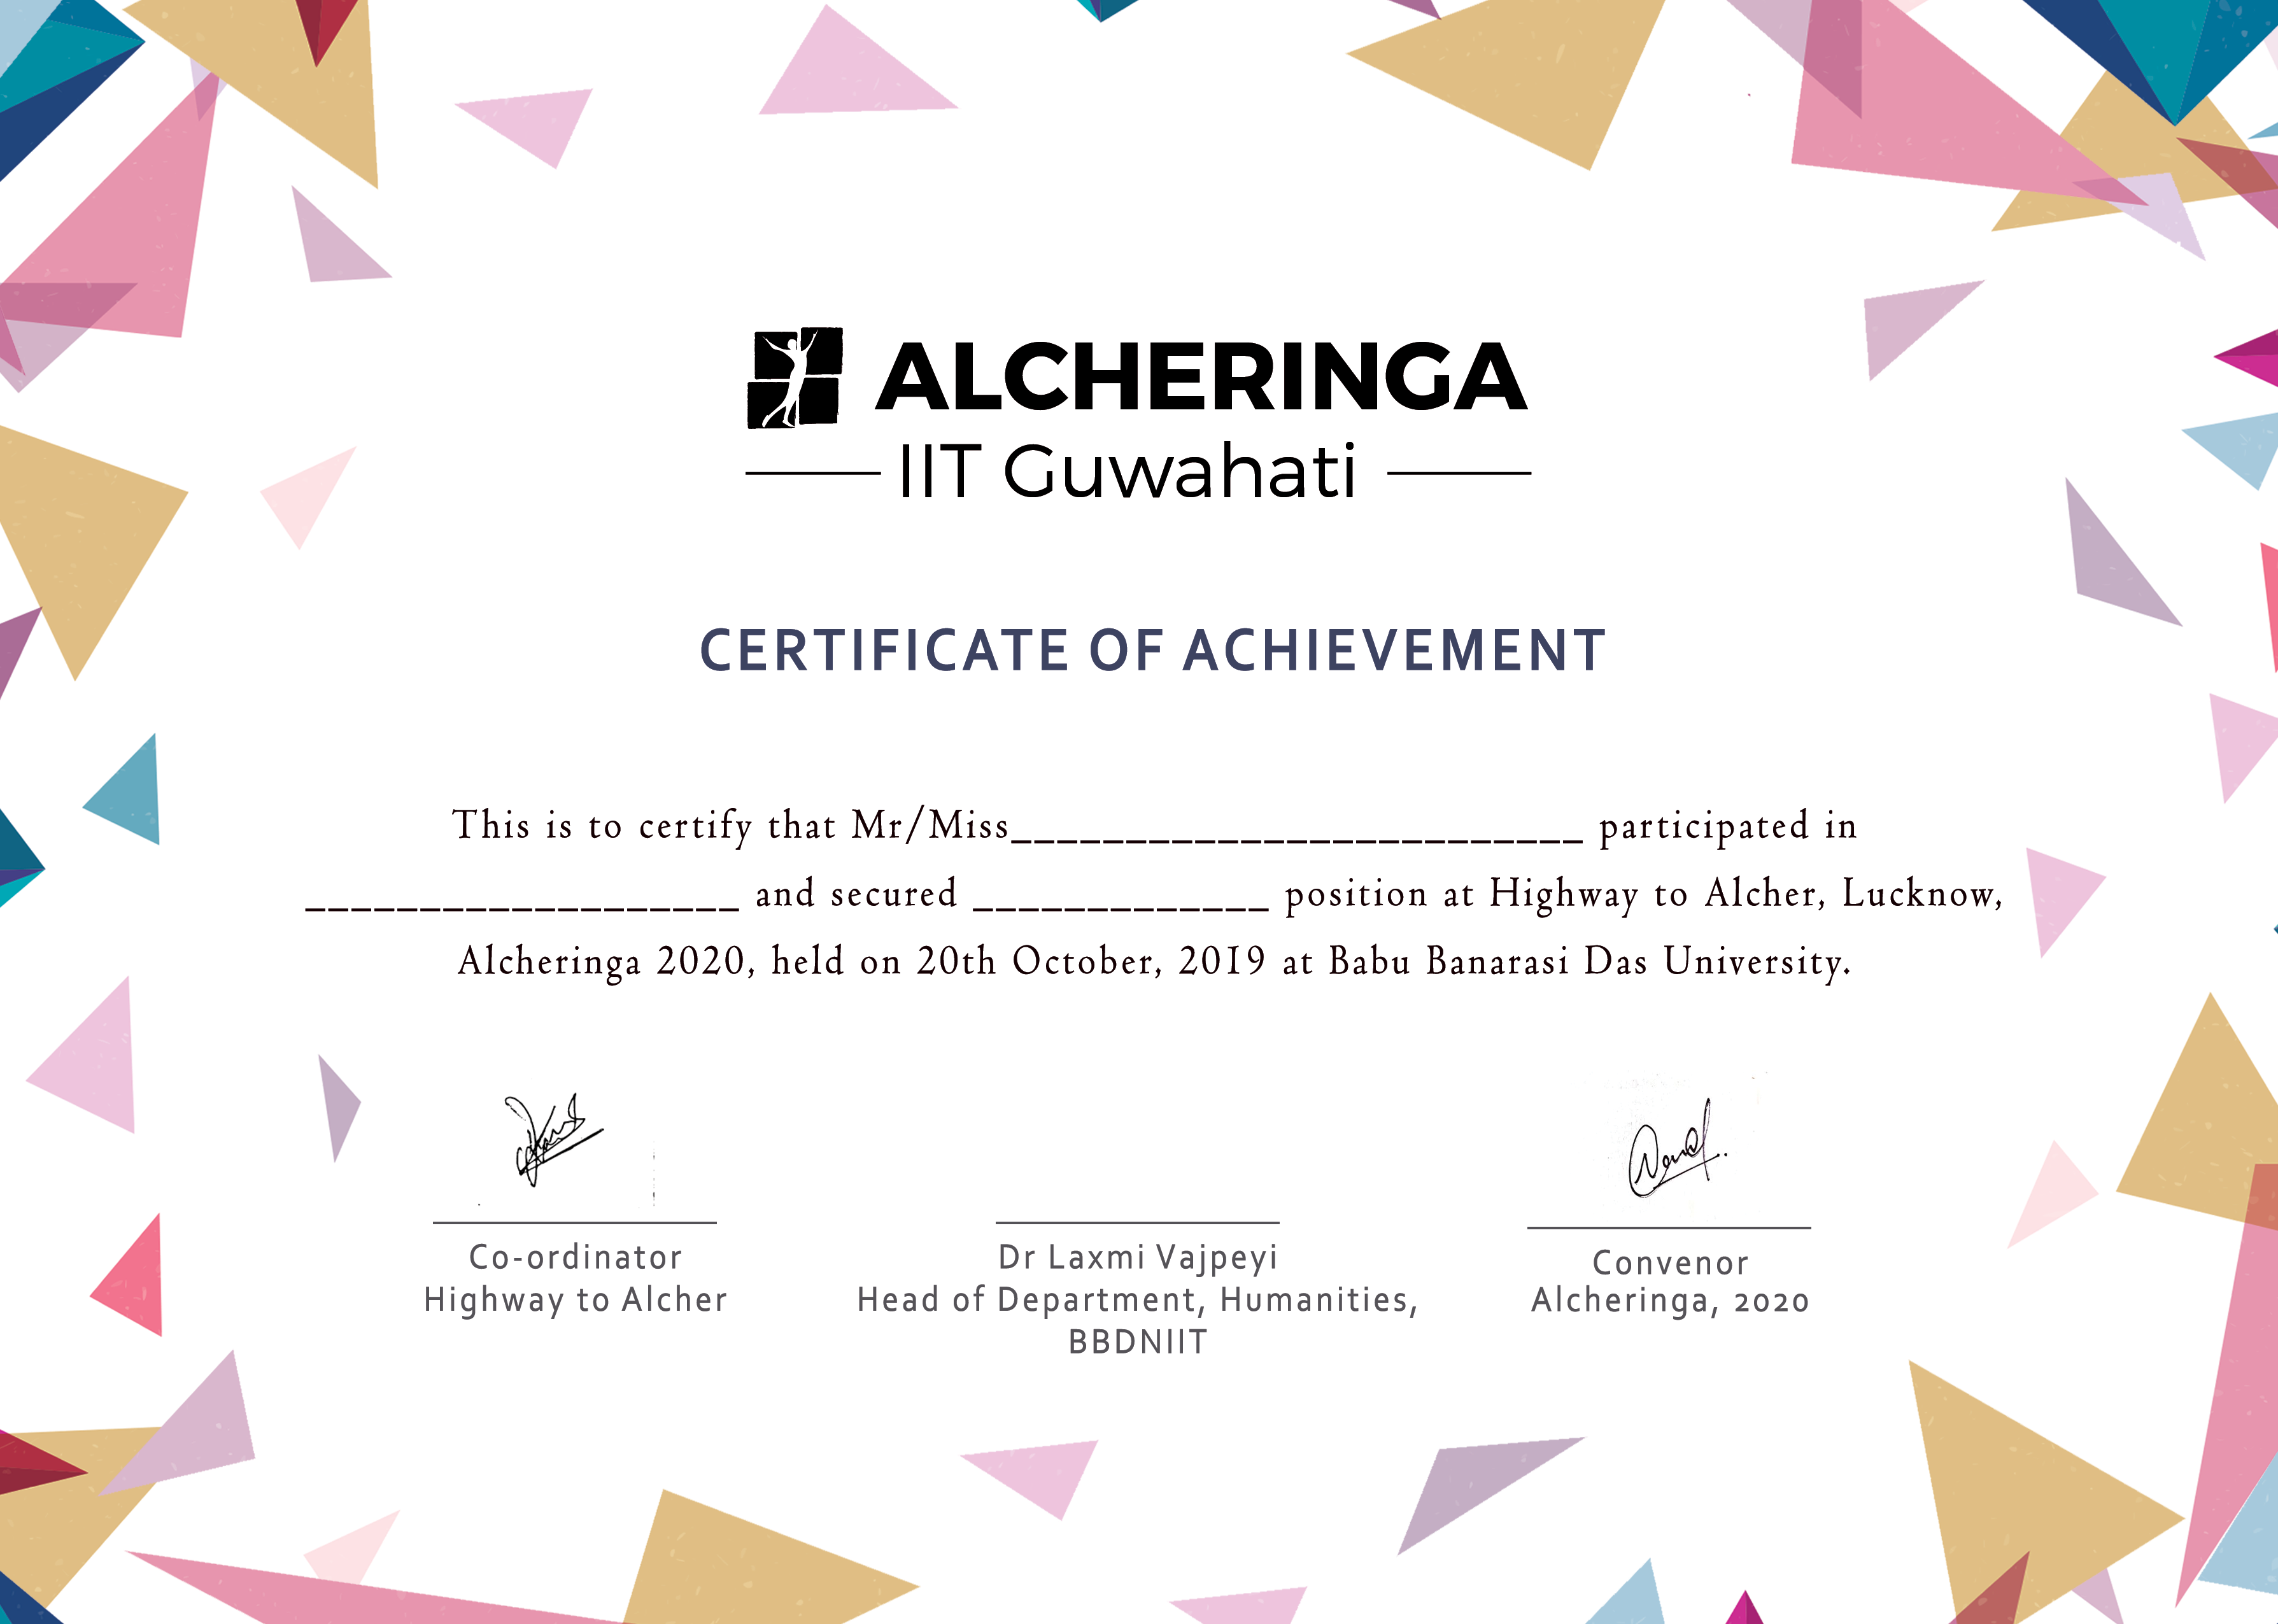 ALCHERINGA
IIT Guwahati
CERTIFICATE OF ACHIEVEMENT
This is to certify that Mr/Miss_________________________ participated in
___________________ and secured _____________ position at Highway to Alcher, Lucknow,
Alcheringa 2020, held on 20th October, 2019 at Babu Banarasi Das University.
Co-ordinator
Highway to Alcher
Dr Laxmi Vajpeyi
Head of Department, Humanities,
BBDNIIT
Convenor
Alcheringa, 2020